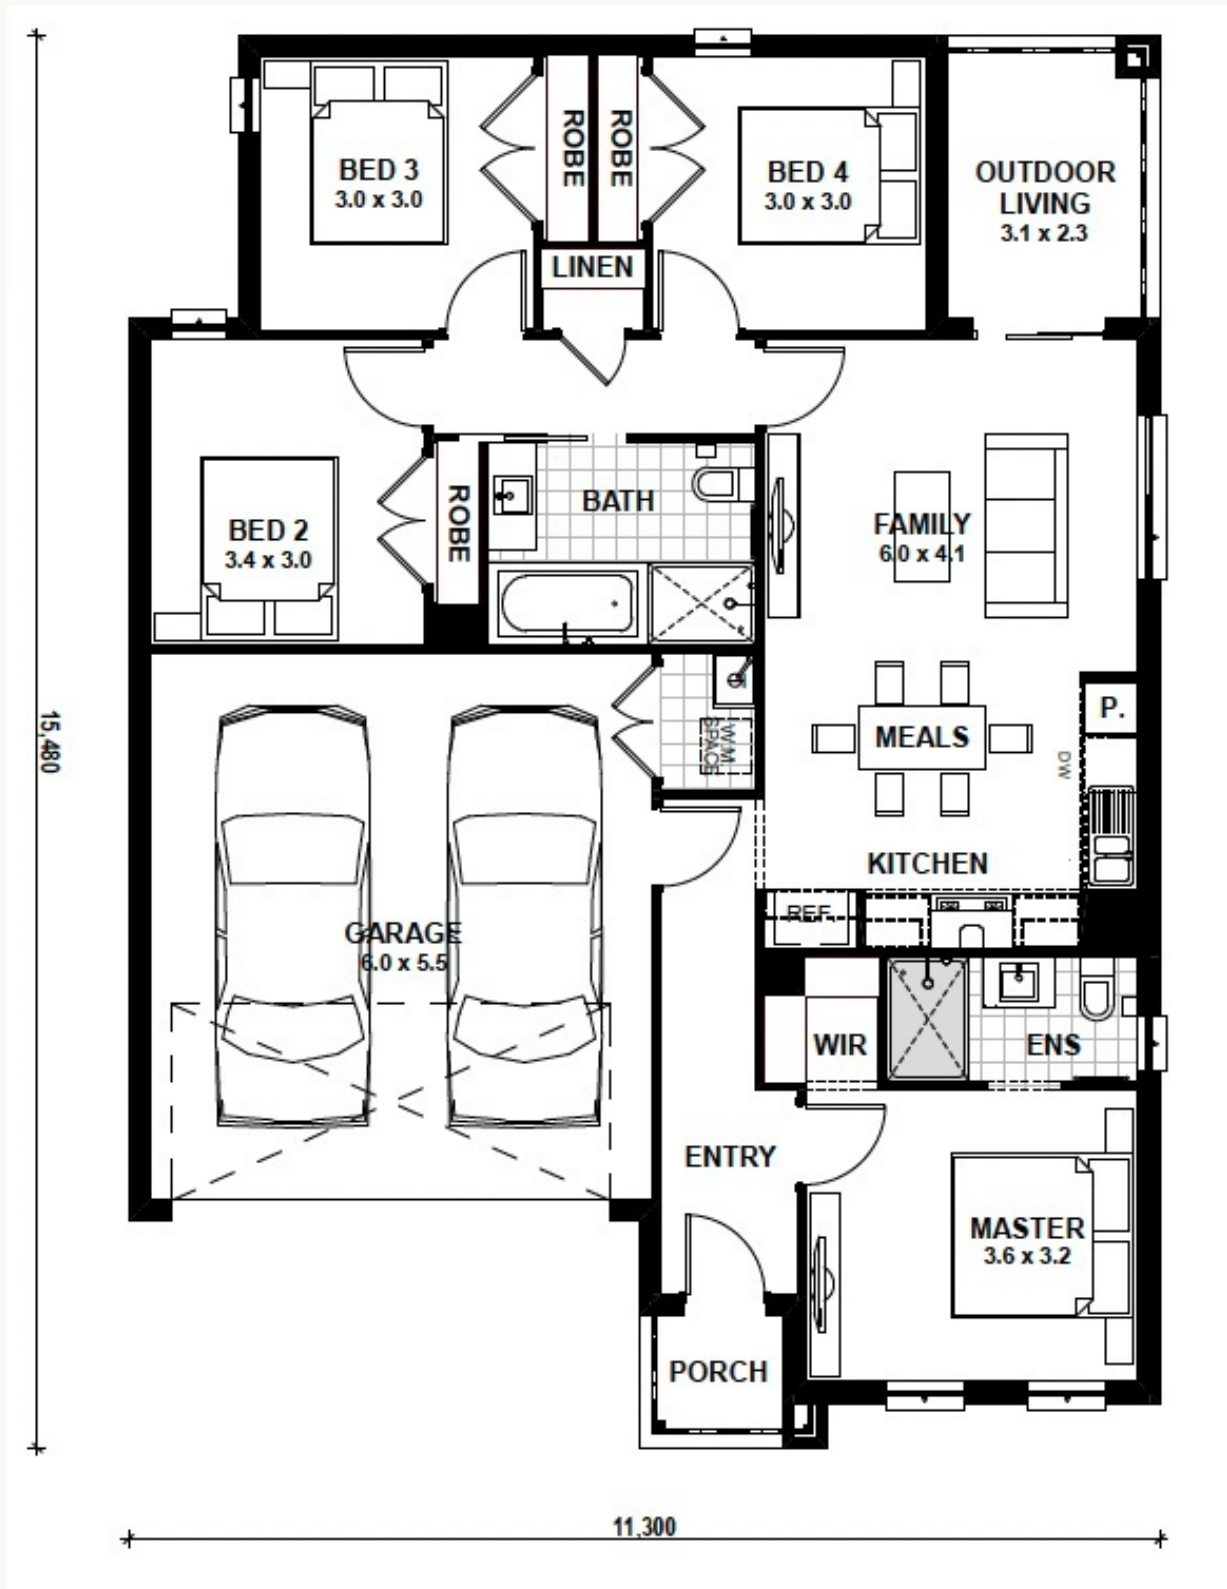 BED 3
3.0 x 3.0
ROBE
ROBE
BED 4
3.0 x 3.0
OUTDOOR
LIVING
3.1 x 2.3
LINEN
BED 2
3.4 x 3.0
ROBE
BATH
FAMILY
6.0 x 4.1
15,480
W.M
SPACE
MEALS
P.
DW
KITCHEN
REF.
GARAGE
6.0 x 5.5
WIR
ENS
ENTRY
MASTER
3.6 x 3.2
PORCH
11,300